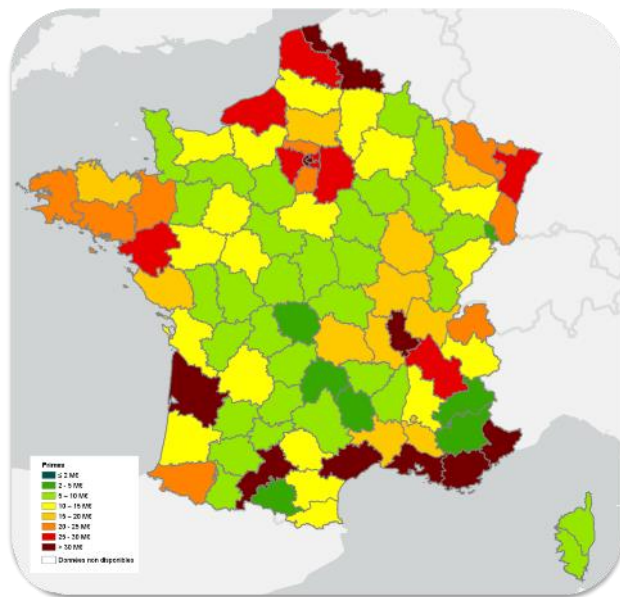 Primes
≤ 2 M€
2 - 5 M€
5 – 10 M€
10 – 15 M€
15 – 20 M€
20 - 25 M€
25 - 30 M€
> 30 M€
Données non disponibles